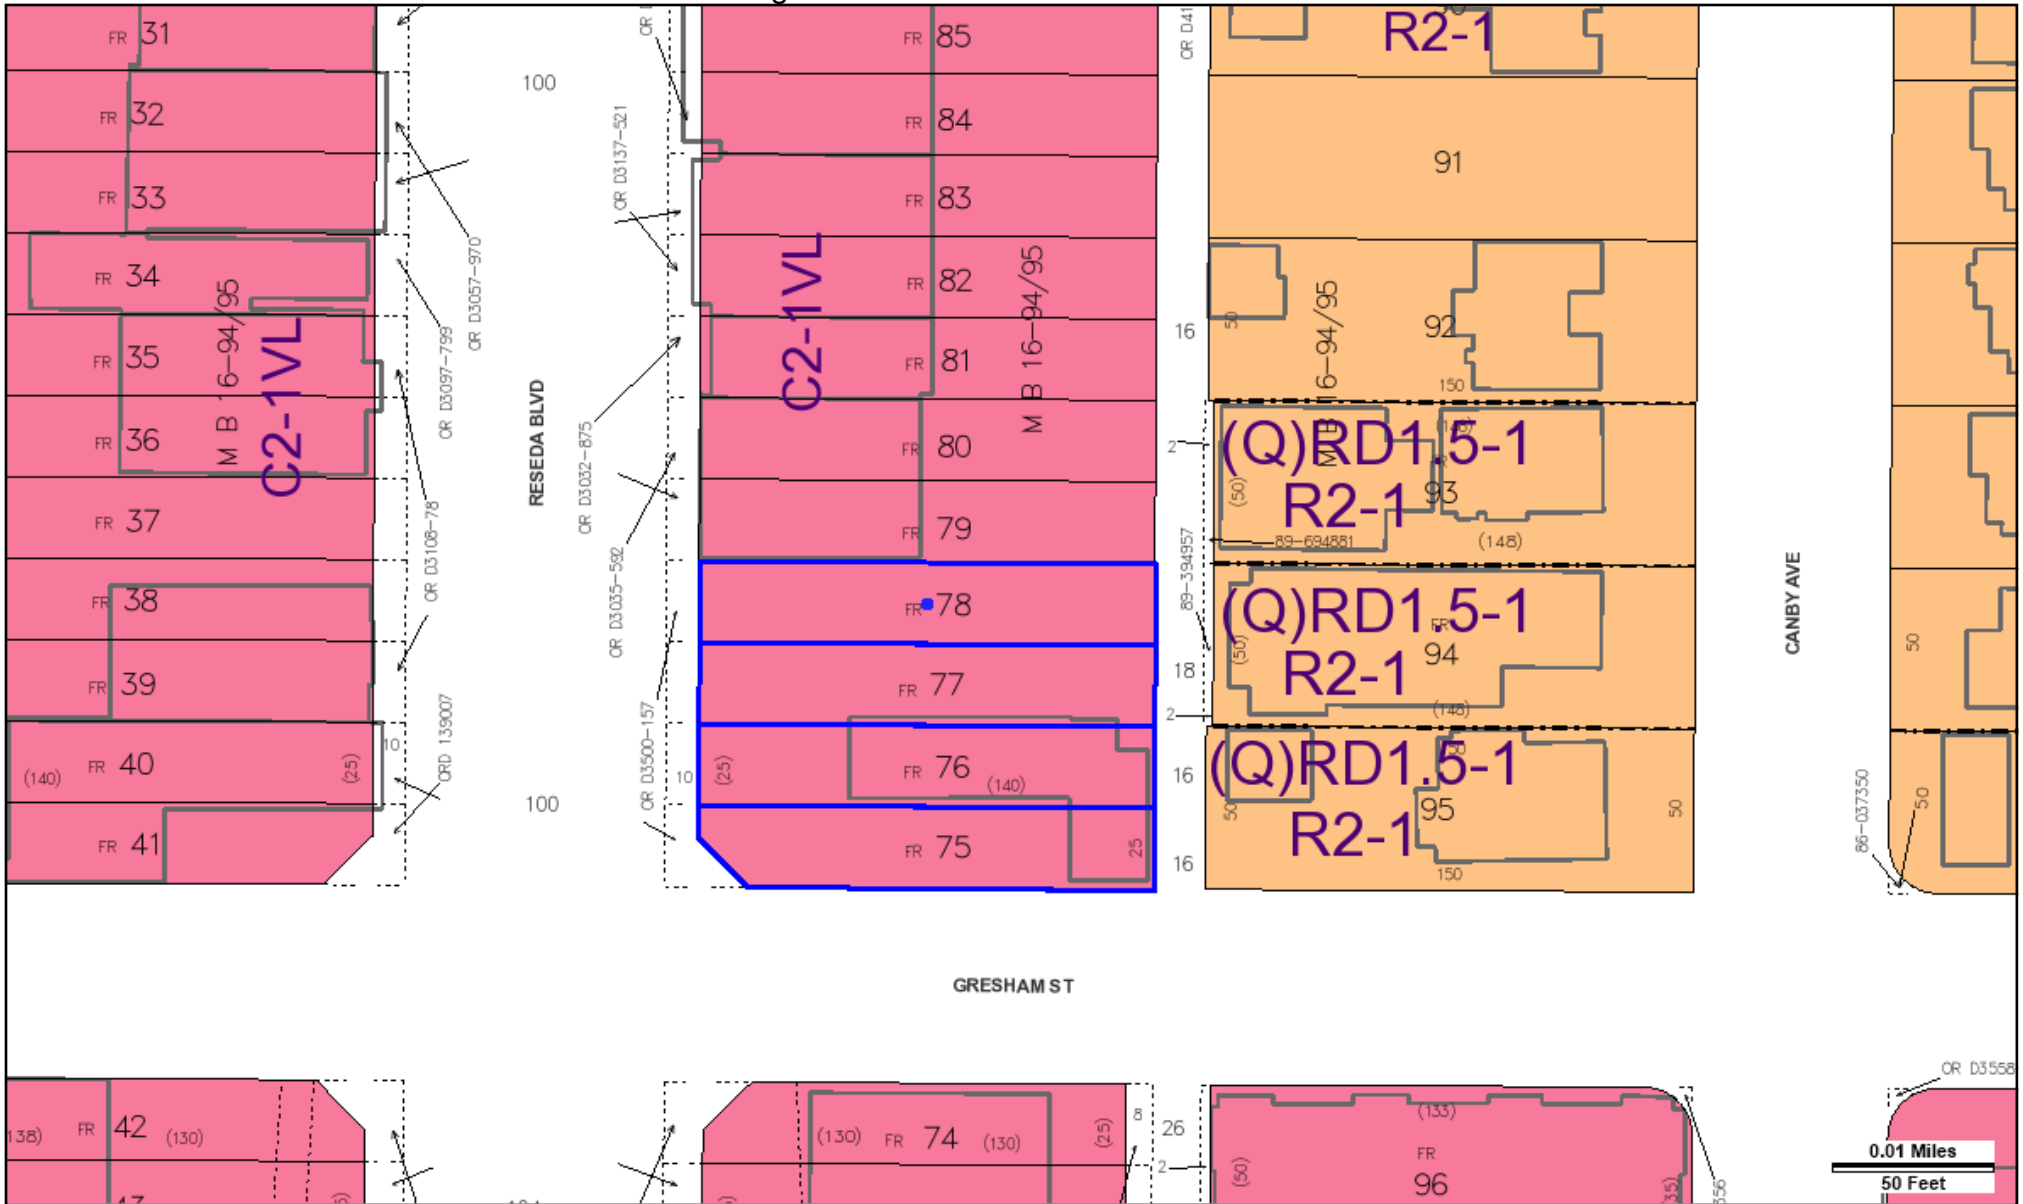 FR 31
FR 32
FR 33
FR 34
FR 35
FR 36
FR 37
FR 38
FR 39
(140) FR 40 (25)
10
FR 41
M B 16-94/95
C2-1VL
OR D3057-970
OR D3097-799
OR D3108-78
ORD 139007
100
RESEDA BLVD
100
OR D3137-521
OR D3032-875
OR D3035-592
OR D3500-157
FR 85
FR 84
FR 83
FR 82
FR 81
FR 80
FR 79
FR 78
FR 77
10 (25) FR 76 (140)
FR 75 25
C2-1VL
M B 16-94/95
OR D41
16
2
89-394957
18
2
16
16
R2-1
91
50
92
150
M B 16-94/95
(Q)RD1.5-1
(148)
R2-1
(50)
93
89-694881
(148)
(Q)RD1.5-1
FR
R2-1
(50)
94
(148)
(Q)RD1.5-1
R2-1
50
95
50
150
CANBY AVE
50
50
86-037350
GRESHAM ST
138) FR 42 (130)
(130) FR 74 (130)
(25)
8
26
2
(133)
(50)
FR
96
OR D3558
0.01 Miles
50 Feet